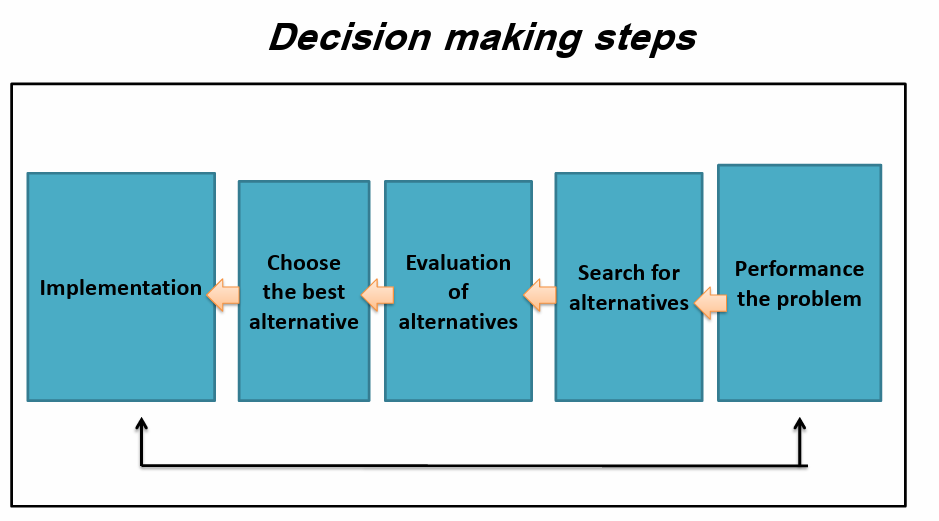 Decision making steps
Implementation
Choose
the best
alternative
Evaluation
of
alternatives
Search for
alternatives
Performance
the problem